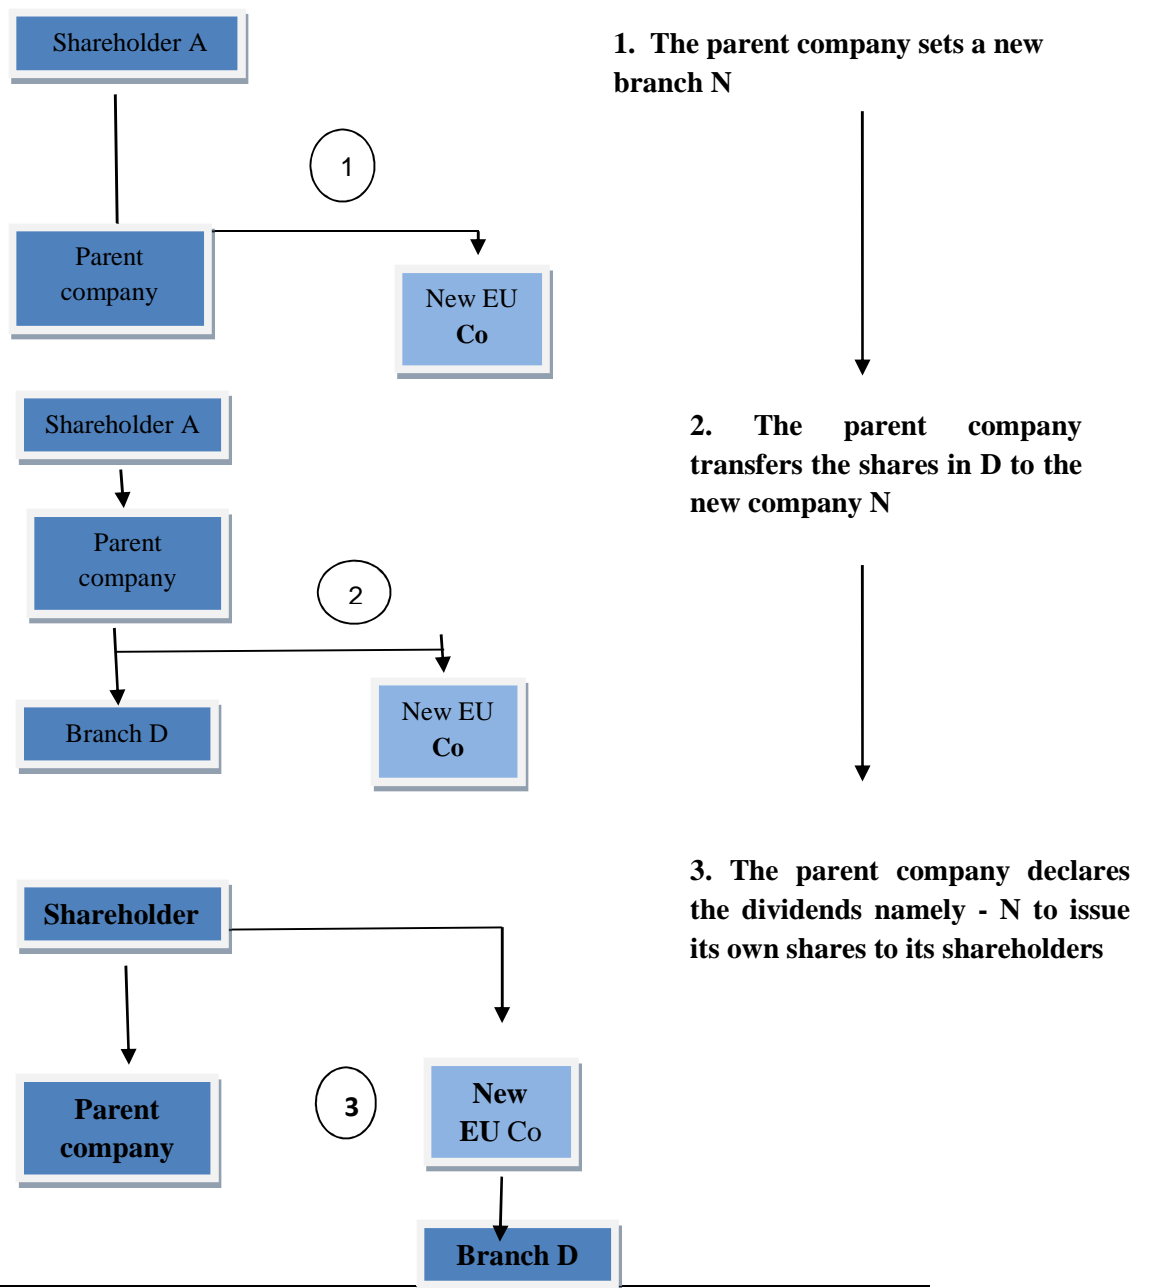 Shareholder A
1. The parent company sets a new
branch N
1
Parent
company
New EU
Co
Shareholder A
2. The parent company
transfers the shares in D to the
new company N
Parent
company
2
Branch D
New EU
Co
3. The parent company declares
the dividends namely - N to issue
its own shares to its shareholders
Shareholder
Parent
company
3
New
EU Co
Branch D